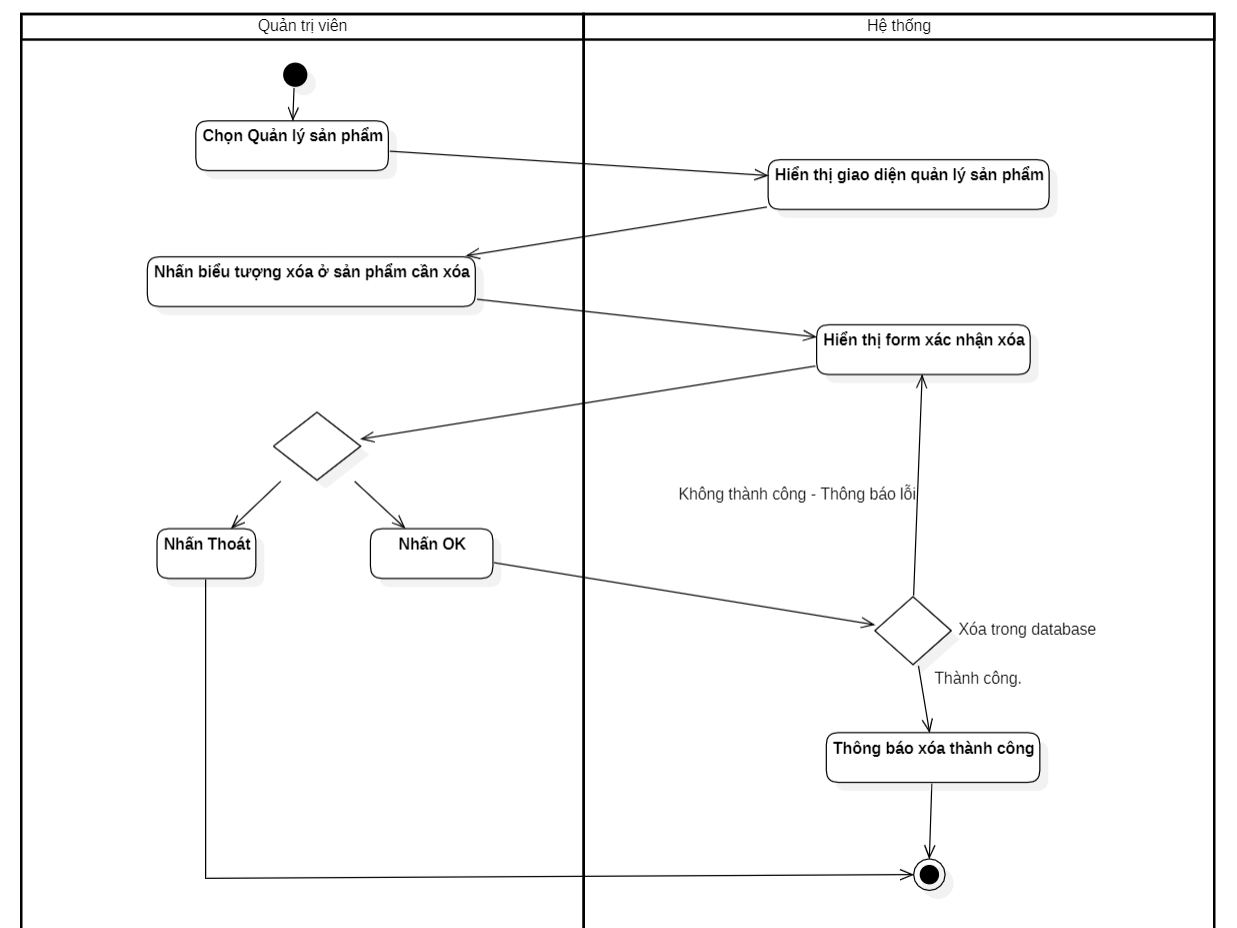 Quản trị viên
Hệ thống
Chọn Quản lý sản phẩm
Hiển thị giao diện quản lý sản phẩm
Nhấn biểu tượng xóa ở sản phẩm cần xóa
Hiển thị form xác nhận xóa
Không thành công - Thông báo lỗi
Nhấn Thoát
Nhấn OK
Xóa trong database
Thành công.
Thông báo xóa thành công